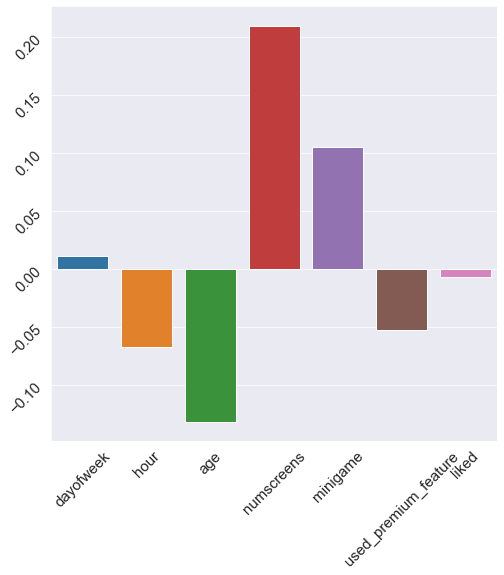 0.20
0.15
0.10
0.05
0.00
−0.05
−0.10
dayofweek
hour
age
numscreens
minigame
used_premium_feature
liked